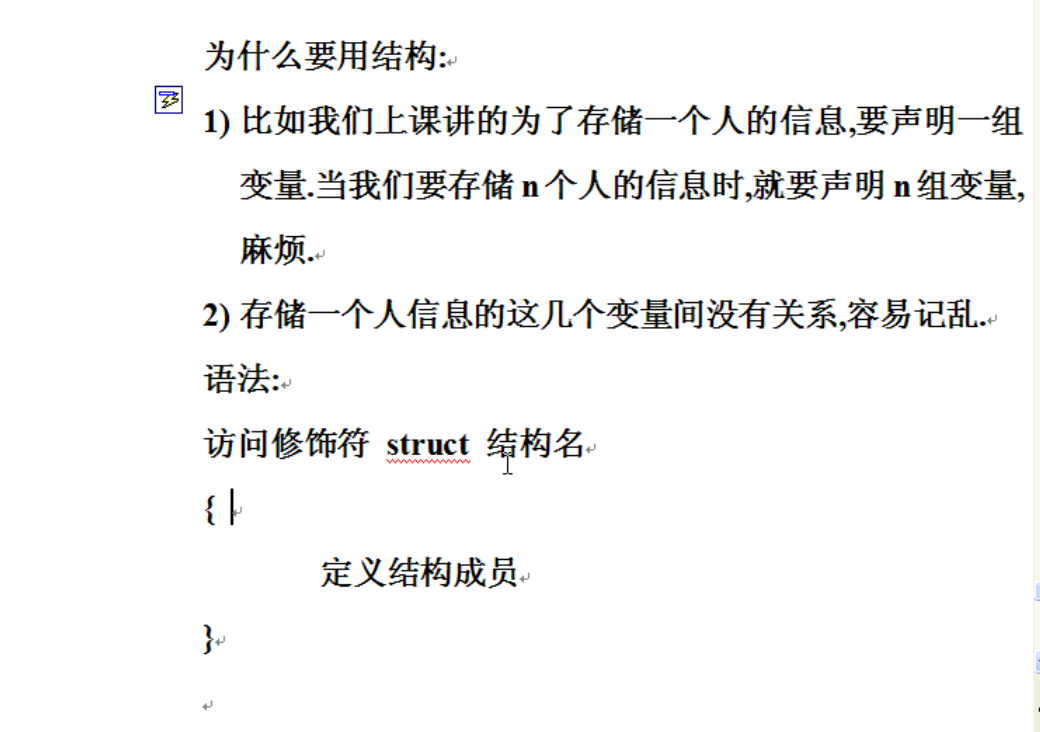 为什么要用结构:
1) 比如我们上课讲的为了存储一个人的信息,要声明一组
变量.当我们要存储 n 个人的信息时,就要声明 n 组变量,
麻烦.
2) 存储一个人信息的这几个变量间没有关系,容易记乱.
语法:
访问修饰符 struct 结构名
{
定义结构成员
}